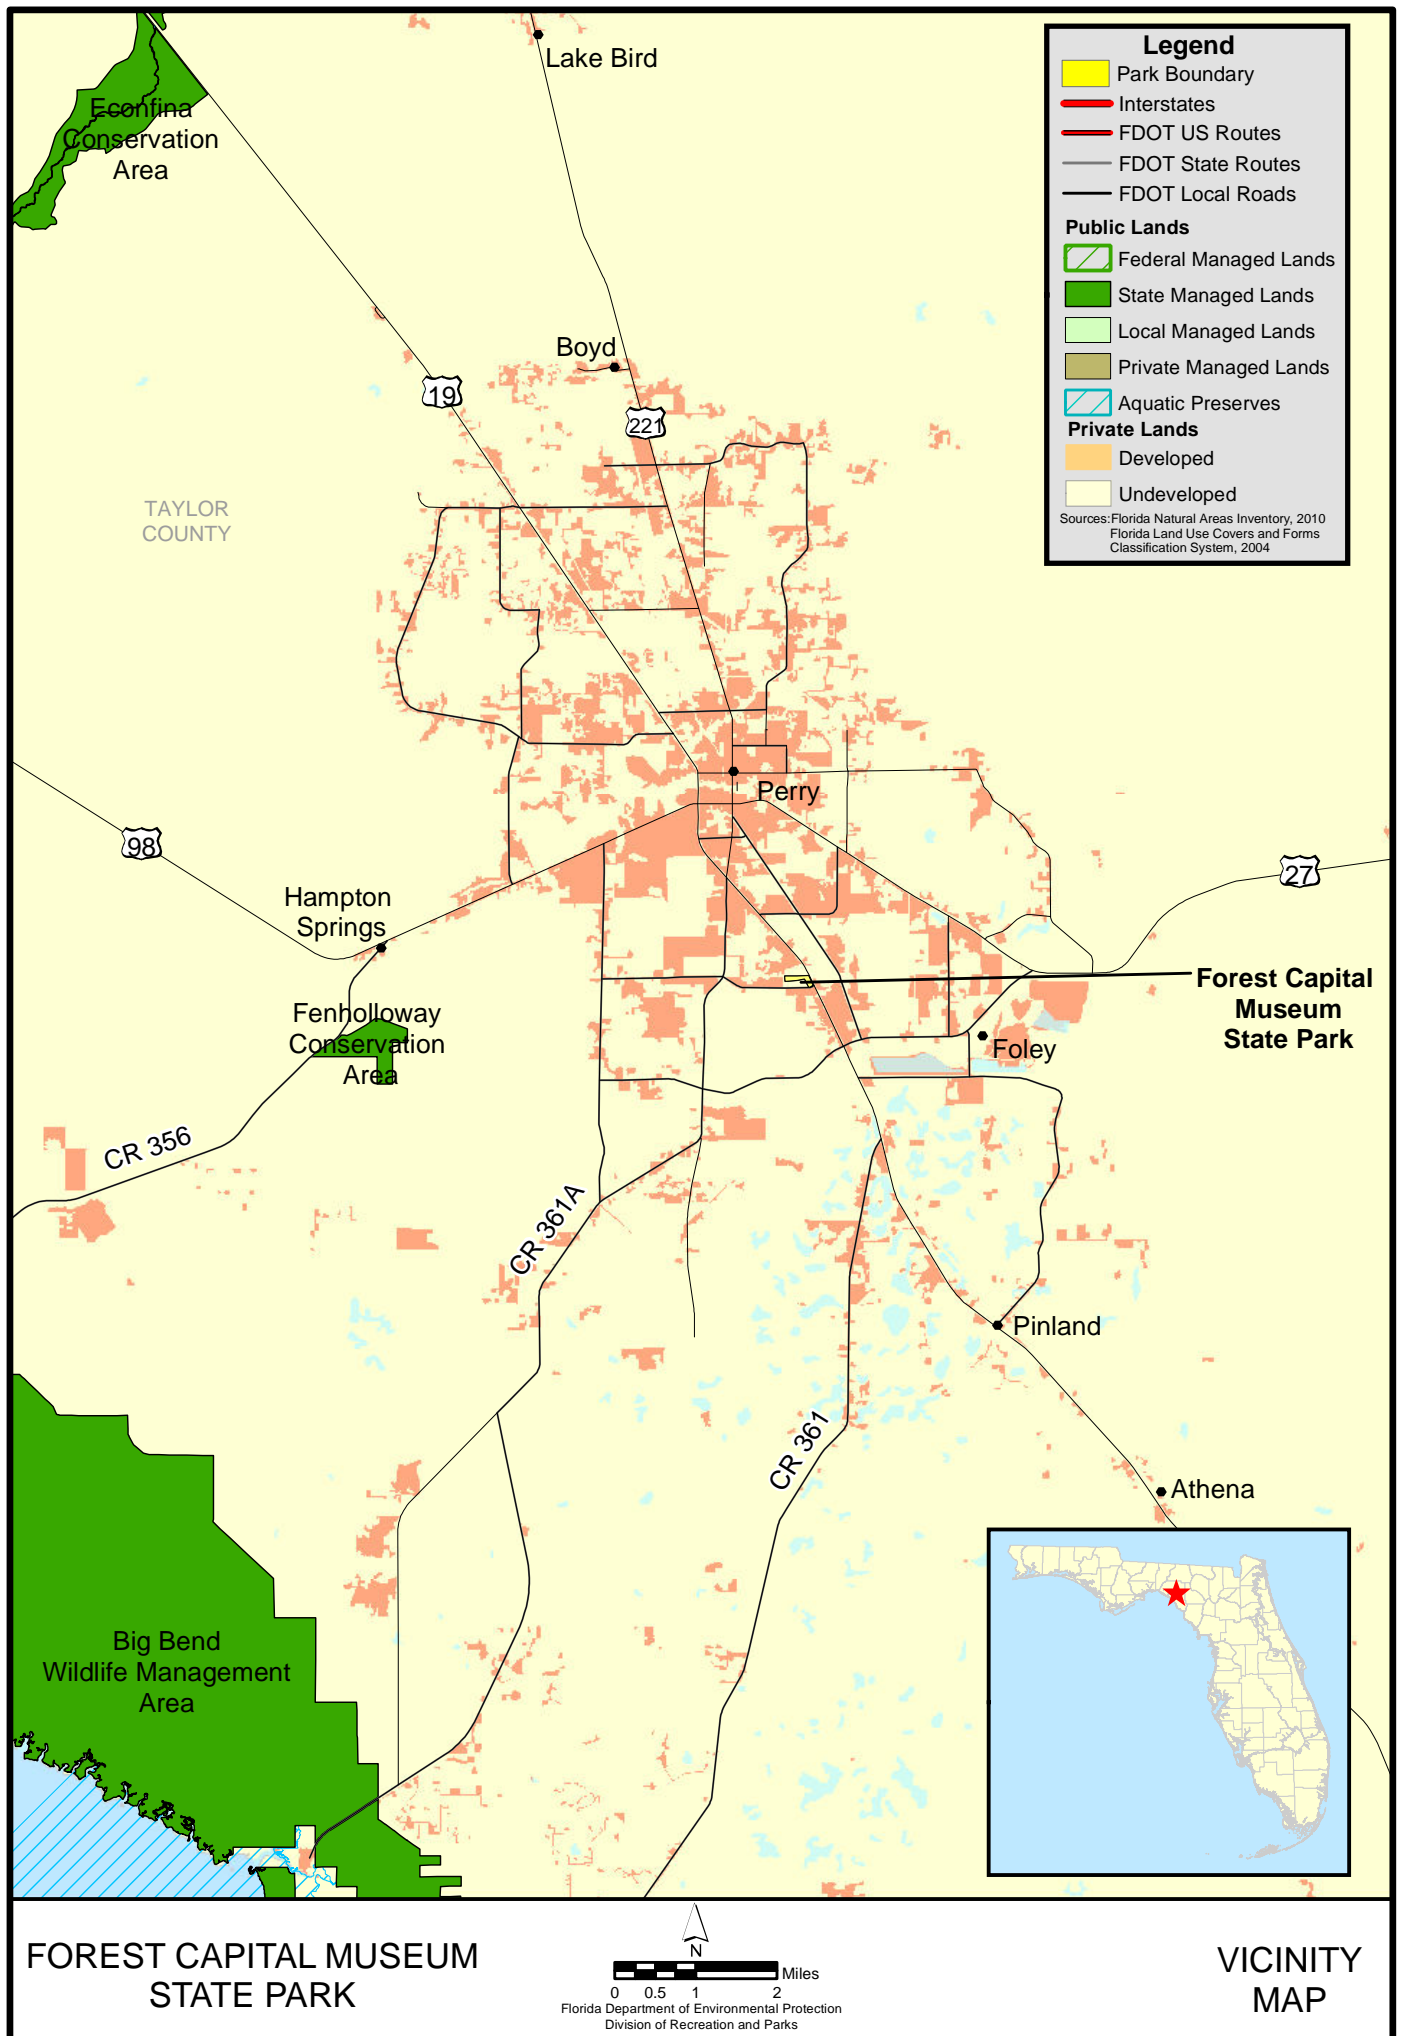 Lake Bird
Econfina
Conservation
Area
Legend
Park Boundary
Interstates
FDOT US Routes
FDOT State Routes
FDOT Local Roads
Public Lands
Federal Managed Lands
State Managed Lands
Local Managed Lands
Private Managed Lands
Aquatic Preserves
Private Lands
Developed
Undeveloped
Sources:Florida Natural Areas Inventory, 2010
Florida Land Use Covers and Forms
Classification System, 2004
Boyd
19
221
TAYLOR
COUNTY
Perry
98
27
Hampton
Springs
Forest Capital
Museum
State Park
Fenholloway
Conservation
Area
Foley
CR 356
CR 361A
Pinland
CR 361
Athena
Big Bend
Wildlife Management
Area
FOREST CAPITAL MUSEUM
STATE PARK
N
Miles
0 0.5 1 2
Florida Department of Environmental Protection
Division of Recreation and Parks
VICINITY
MAP